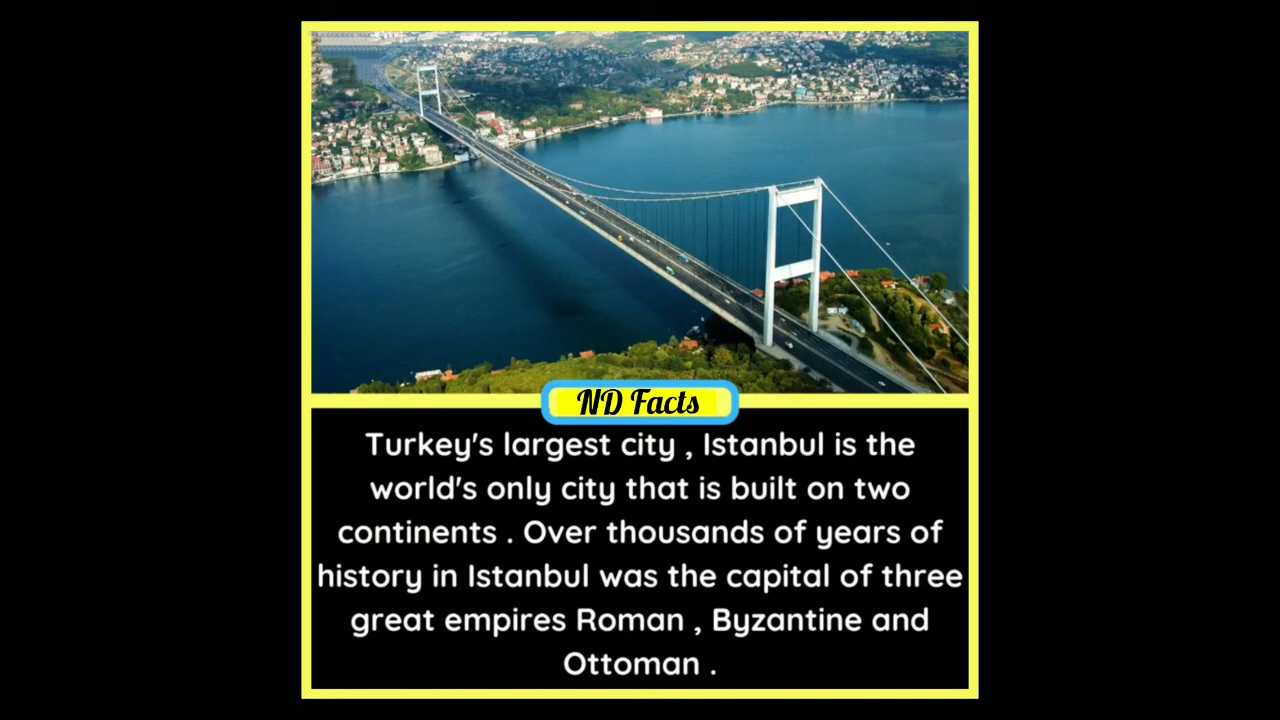 ND Facts
Turkey's largest city , Istanbul is the
world's only city that is built on two
continents . Over thousands of years of
history in Istanbul was the capital of three
great empires Roman , Byzantine and
Ottoman .